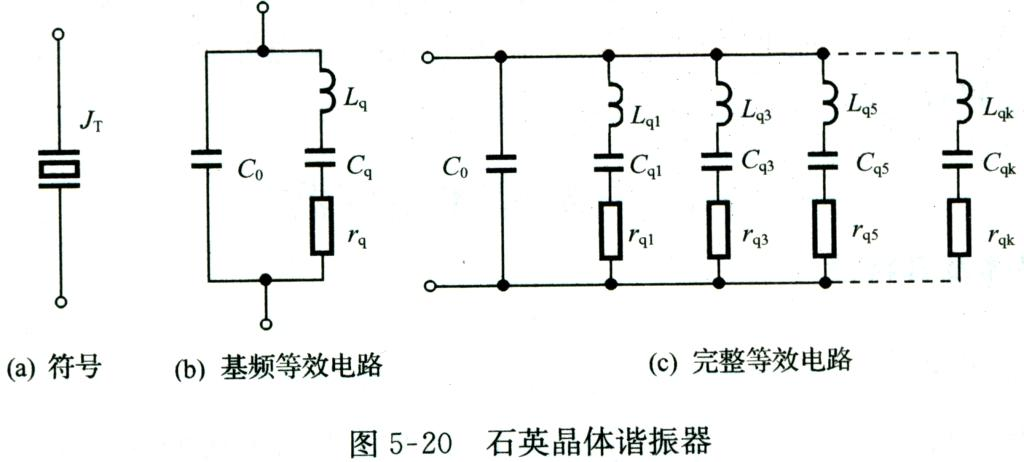 J_T
C_0
L_q
C_q
r_q
C_0
L_q1
C_q1
r_q1
L_q3
C_q3
r_q3
L_q5
C_q5
r_q5
L_qk
C_qk
r_qk
(a) 符号
(b) 基频等效电路
(c) 完整等效电路
图 5-20 石英晶体谐振器